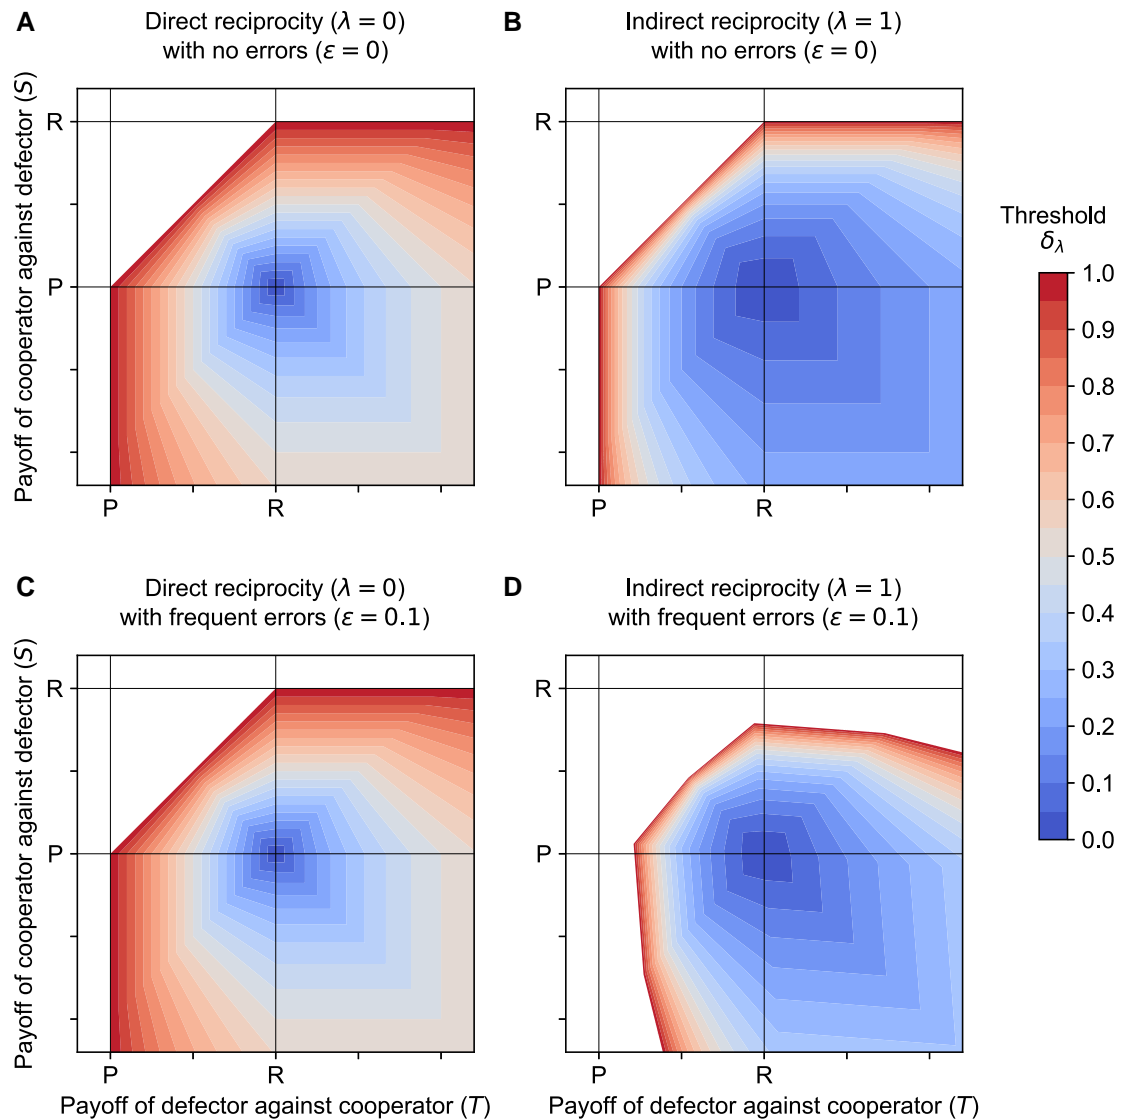 A
Direct reciprocity (λ = 0)
with no errors (ε = 0)
B
Indirect reciprocity (λ = 1)
with no errors (ε = 0)
Payoff of cooperator against defector (S)
R
P
P
R
R
P
P
R
Threshold
δλ
1.0
0.9
0.8
0.7
0.6
0.5
0.4
0.3
0.2
0.1
0.0
C
Direct reciprocity (λ = 0)
with frequent errors (ε = 0.1)
D
Indirect reciprocity (λ = 1)
with frequent errors (ε = 0.1)
Payoff of cooperator against defector (S)
R
P
P
R
Payoff of defector against cooperator (T)
R
P
P
R
Payoff of defector against cooperator (T)